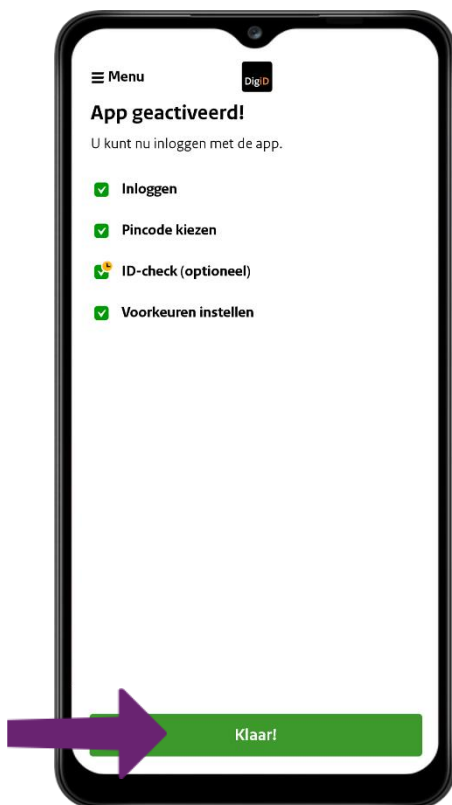 Menu
DigiD
App geactiveerd!
U kunt nu inloggen met de app.
Inloggen
Pincode kiezen
ID-check (optioneel)
Voorkeuren instellen
Klaar!